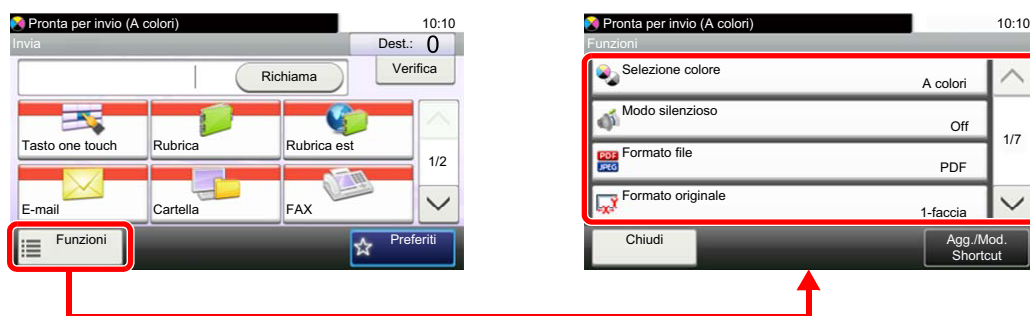 Pronta per invio (A colori)
10:10
Invia
Dest.: 0
Richiama
Verifica
Tasto one touch
Rubrica
Rubrica est
1/2
E-mail
Cartella
FAX
Funzioni
Preferiti
Pronta per invio (A colori)
10:10
Funzioni
Selezione colore
A colori
Modo silenzioso
Off
1/7
PDF
JPEG
Formato file
PDF
Formato originale
1-faccia
Chiudi
Agg./Mod.
Shortcut